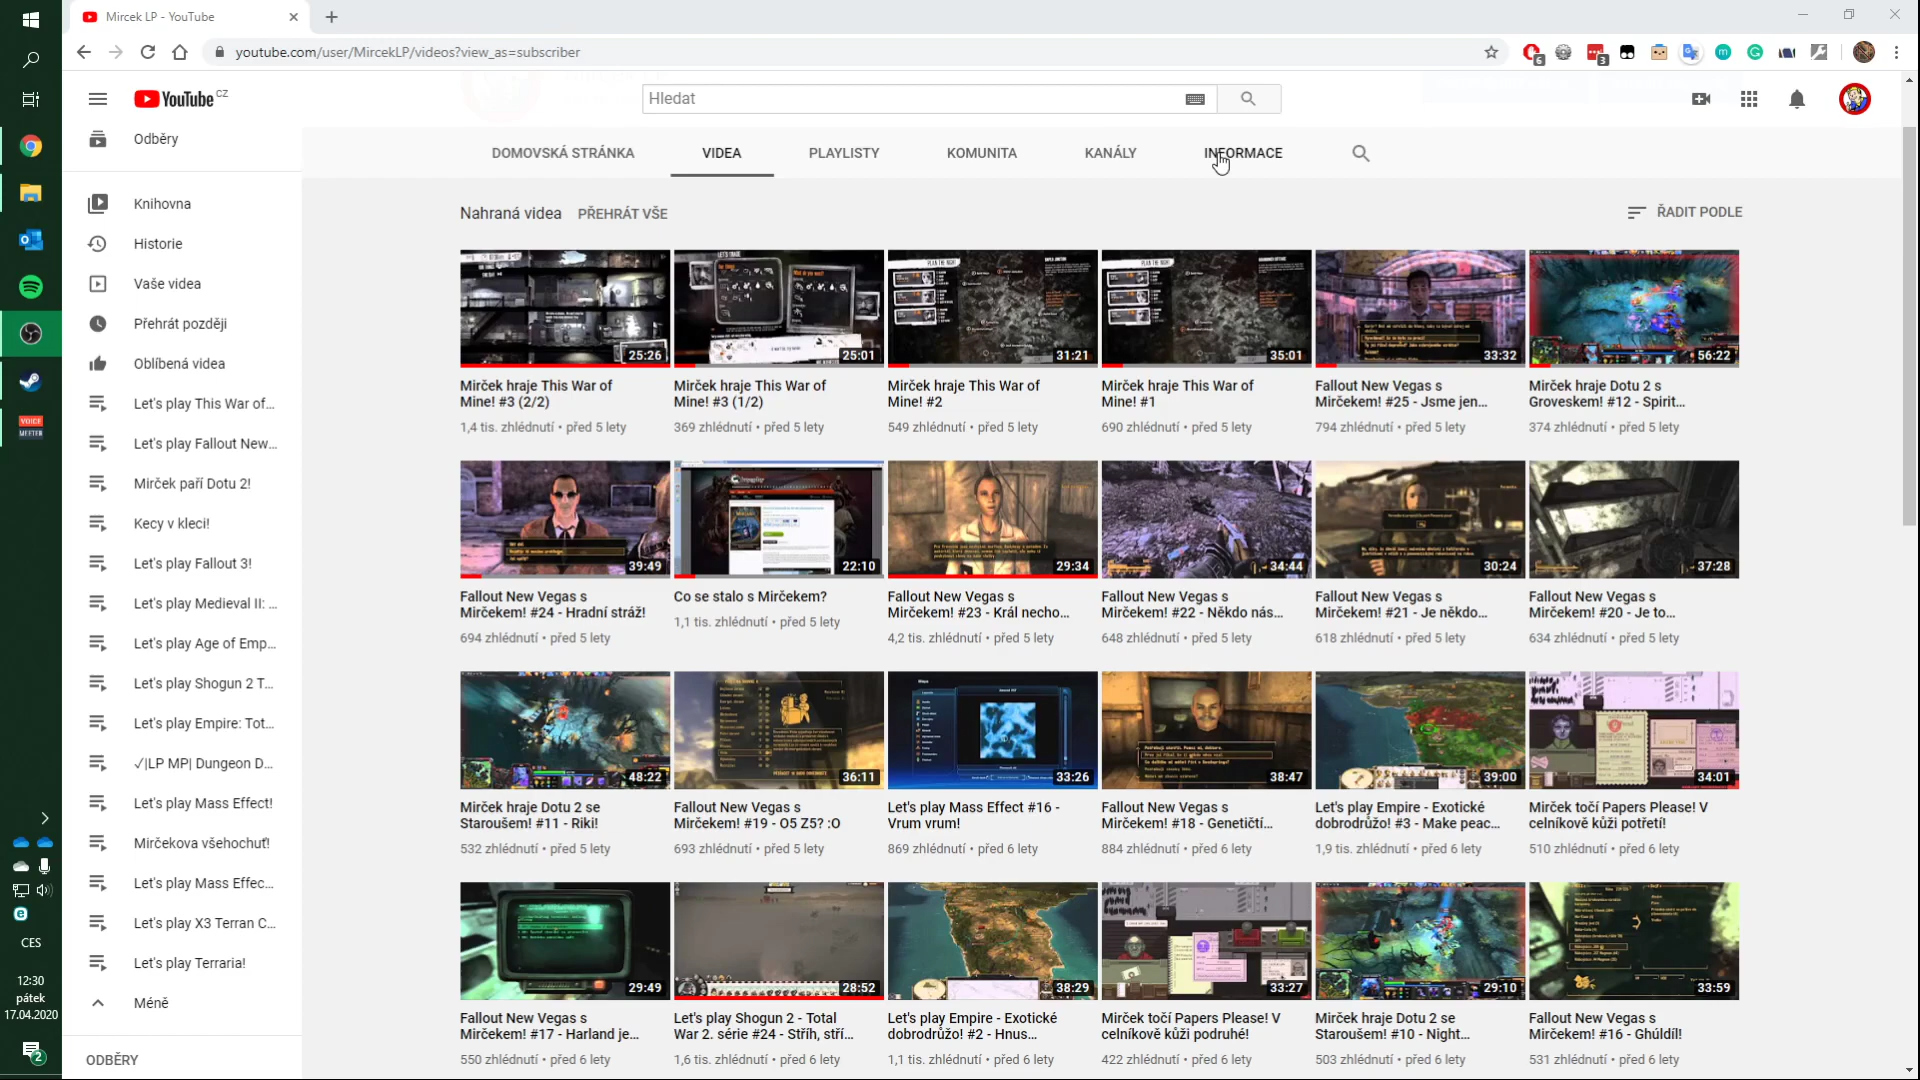 Mircek LP - YouTube
youtube.com/user/MircekLP/videos?view_as=subscriber
6
3
YouTube CZ
Hledat
Odběry
DOMOVSKÁ STRÁNKA
VIDEA
PLAYLISTY
KOMUNITA
KANÁLY
INFORMACE
Knihovna
Historie
Vaše videa
Přehrát později
Oblíbená videa
Let's play This War of...
Let's play Fallout New...
Mirček paří Dotu 2!
Kecy v kleci!
Let's play Fallout 3!
Let's play Medieval II: ...
Let's play Age of Emp...
Let's play Shogun 2 T...
Let's play Empire: Tot...
✓|LP MP| Dungeon D...
Let's play Mass Effect!
Mirčekova všehochuť!
Let's play Mass Effec...
Let's play X3 Terran C...
Let's play Terraria!
Méně
ODBĚRY
Nahraná videa
PŘEHRÁT VŠE
ŘADIT PODLE
25:26
Mirček hraje This War of
Mine! #3 (2/2)
1,4 tis. zhlédnutí • před 5 lety
25:01
Mirček hraje This War of
Mine! #3 (1/2)
369 zhlédnutí • před 5 lety
31:21
Mirček hraje This War of
Mine! #2
549 zhlédnutí • před 5 lety
35:01
Mirček hraje This War of
Mine! #1
690 zhlédnutí • před 5 lety
33:32
Fallout New Vegas s
Mirčekem! #25 - Jsme jen...
794 zhlédnutí • před 5 lety
56:22
Mirček hraje Dotu 2 s
Groveskem! #12 - Spirit...
374 zhlédnutí • před 5 lety
39:49
Fallout New Vegas s
Mirčekem! #24 - Hradní stráž!
694 zhlédnutí • před 5 lety
22:10
Co se stalo s Mirčekem?
1,1 tis. zhlédnutí • před 5 lety
29:34
Fallout New Vegas s
Mirčekem! #23 - Král necho...
4,2 tis. zhlédnutí • před 5 lety
34:44
Fallout New Vegas s
Mirčekem! #22 - Někdo nás...
648 zhlédnutí • před 5 lety
30:24
Fallout New Vegas s
Mirčekem! #21 - Je někdo...
618 zhlédnutí • před 5 lety
37:28
Fallout New Vegas s
Mirčekem! #20 - Je to...
634 zhlédnutí • před 5 lety
48:22
Mirček hraje Dotu 2 se
Staroušem! #11 - Riki!
532 zhlédnutí • před 5 lety
36:11
Fallout New Vegas s
Mirčekem! #19 - O5 Z5? :O
693 zhlédnutí • před 5 lety
33:26
Let's play Mass Effect #16 -
Vrum vrum!
869 zhlédnutí • před 6 lety
38:47
Fallout New Vegas s
Mirčekem! #18 - Genetičtí...
884 zhlédnutí • před 6 lety
39:00
Let's play Empire - Exotické
dobrodrůžo! #3 - Make peac...
1,9 tis. zhlédnutí • před 6 lety
34:01
Mirček točí Papers Please! V
celníkově kůži potřetí!
510 zhlédnutí • před 6 lety
29:49
Fallout New Vegas s
Mirčekem! #17 - Harland je...
550 zhlédnutí • před 6 lety
28:52
Let's play Shogun 2 - Total
War 2. série #24 - Stříh, stří...
1,6 tis. zhlédnutí • před 6 lety
38:29
Let's play Empire - Exotické
dobrodrůžo! #2 - Hnus...
1,1 tis. zhlédnutí • před 6 lety
33:27
Mirček točí Papers Please! V
celníkově kůži podruhé!
422 zhlédnutí • před 6 lety
29:10
Mirček hraje Dotu 2 se
Staroušem! #10 - Night...
503 zhlédnutí • před 6 lety
33:59
Fallout New Vegas s
Mirčekem! #16 - Ghúldíl!
531 zhlédnutí • před 6 lety
VOICE
MEETER
CES
12:30
pátek
17.04.2020
2